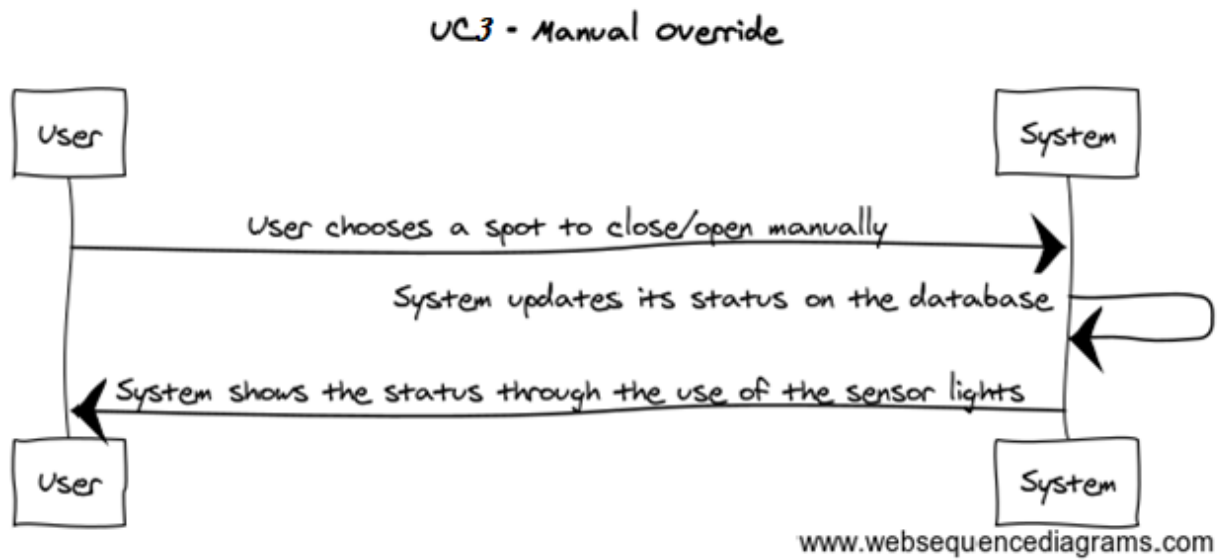 UC3 - Manual Override
User
System
User chooses a spot to close/open manually
System updates its status on the database
System shows the status through the use of the sensor lights
User
System
www.websequencediagrams.com